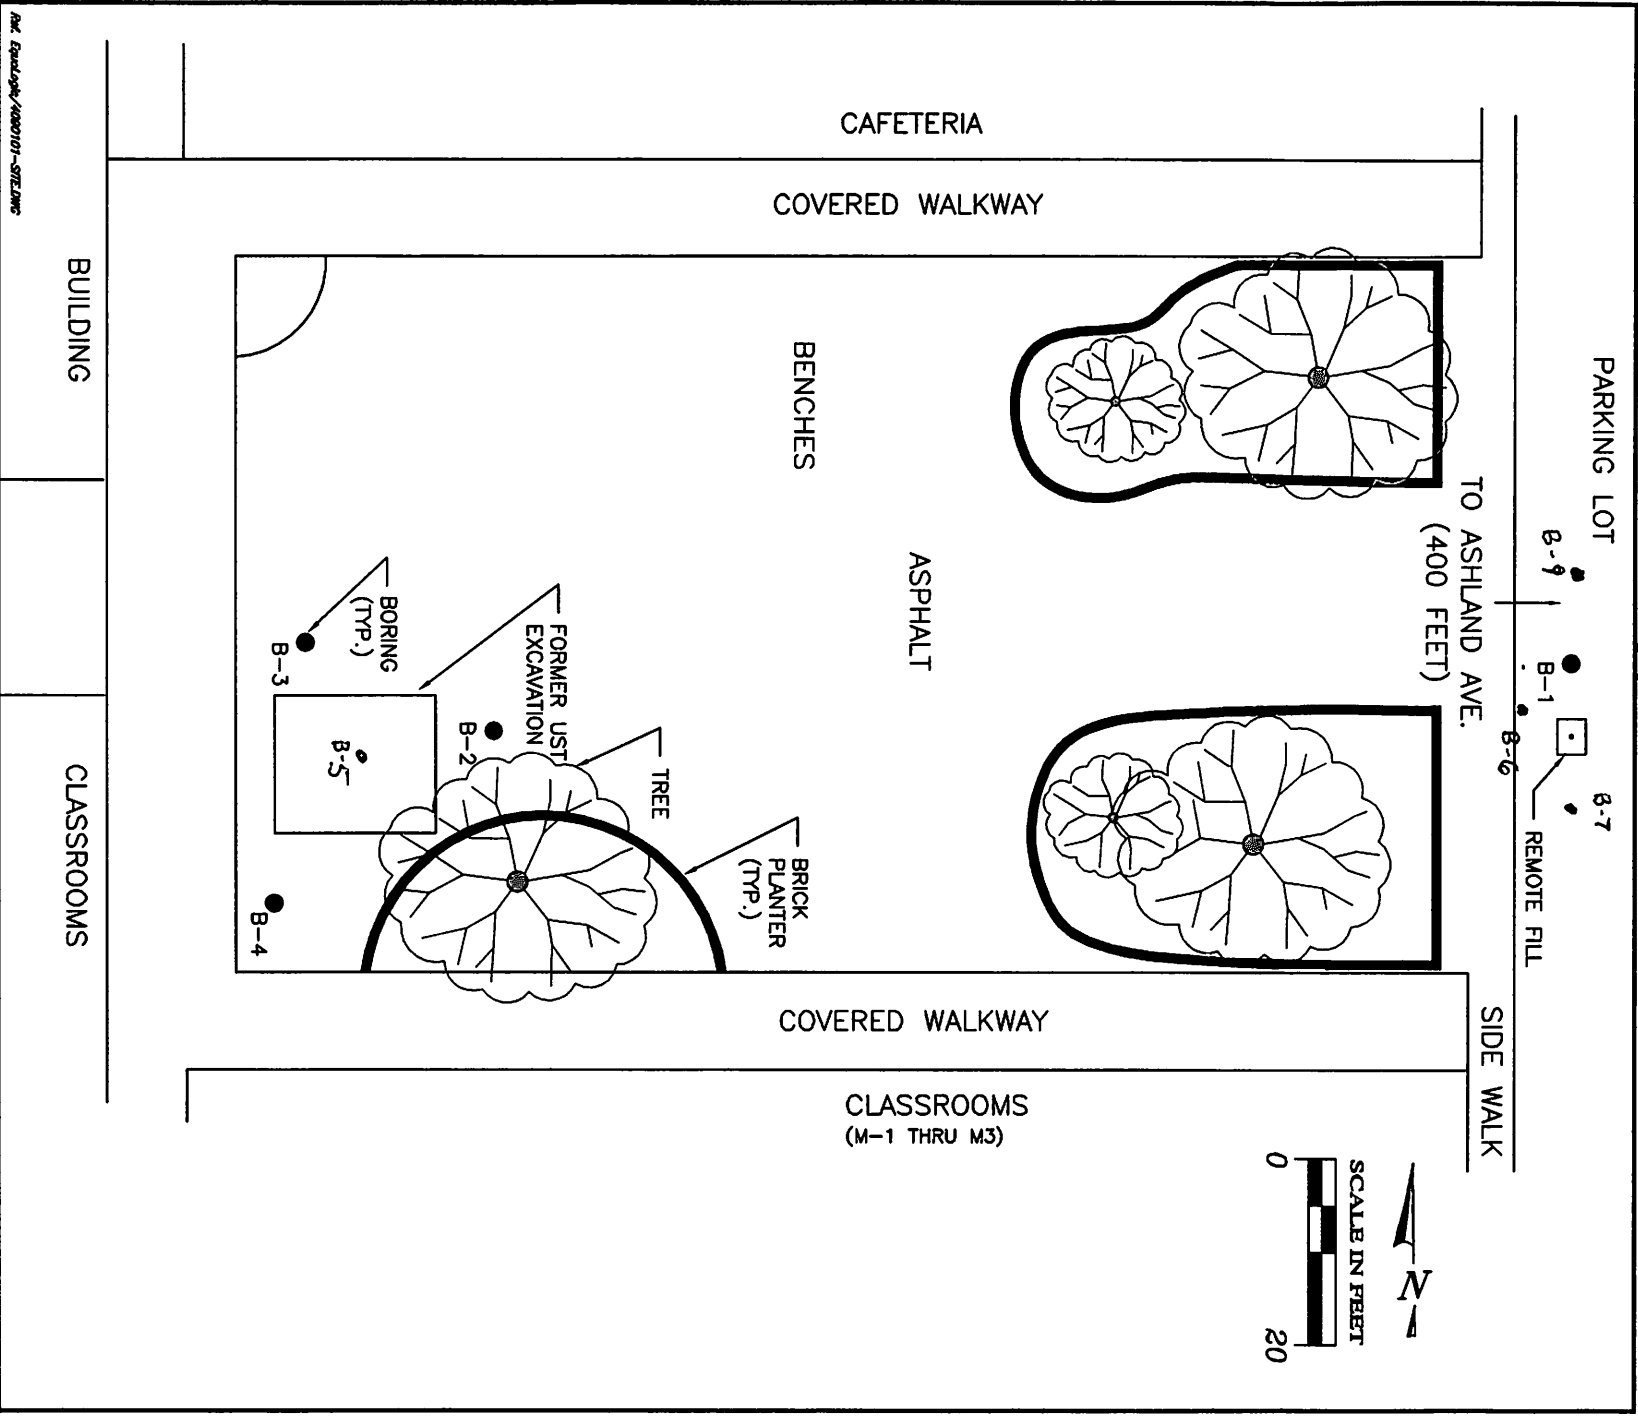 CAFETERIA
COVERED WALKWAY
PARKING LOT
BUILDING
BENCHES
TO ASHLAND AVE.
(400 FEET)
B-9
ASPHALT
B-1
B-6
B-7
REMOTE FILL
BORING
(TYP.)
B-3
FORMER UST
EXCAVATION
B-2
B-5
TREE
BRICK
PLANTER
(TYP.)
B-4
CLASSROOMS
COVERED WALKWAY
SIDE WALK
CLASSROOMS
(M-1 THRU M3)
SCALE IN FEET
0
20
N